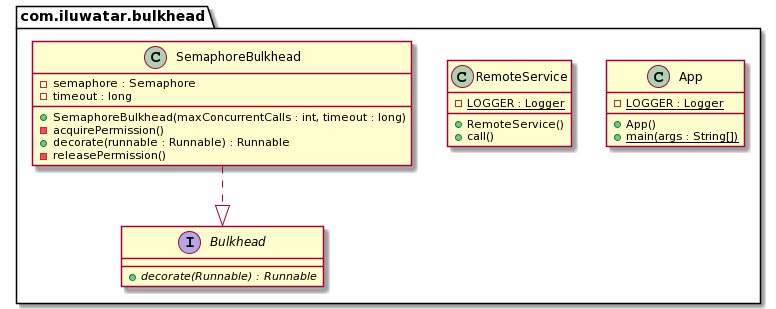 com.iluwatar.bulkhead
C SemaphoreBulkhead
semaphore : Semaphore
timeout : long
SemaphoreBulkhead(maxConcurrentCalls : int, timeout : long)
acquirePermission()
decorate(runnable : Runnable) : Runnable
releasePermission()
C RemoteService
LOGGER : Logger
RemoteService()
call()
C App
LOGGER : Logger
App()
main(args : String[])
I Bulkhead
decorate(Runnable) : Runnable